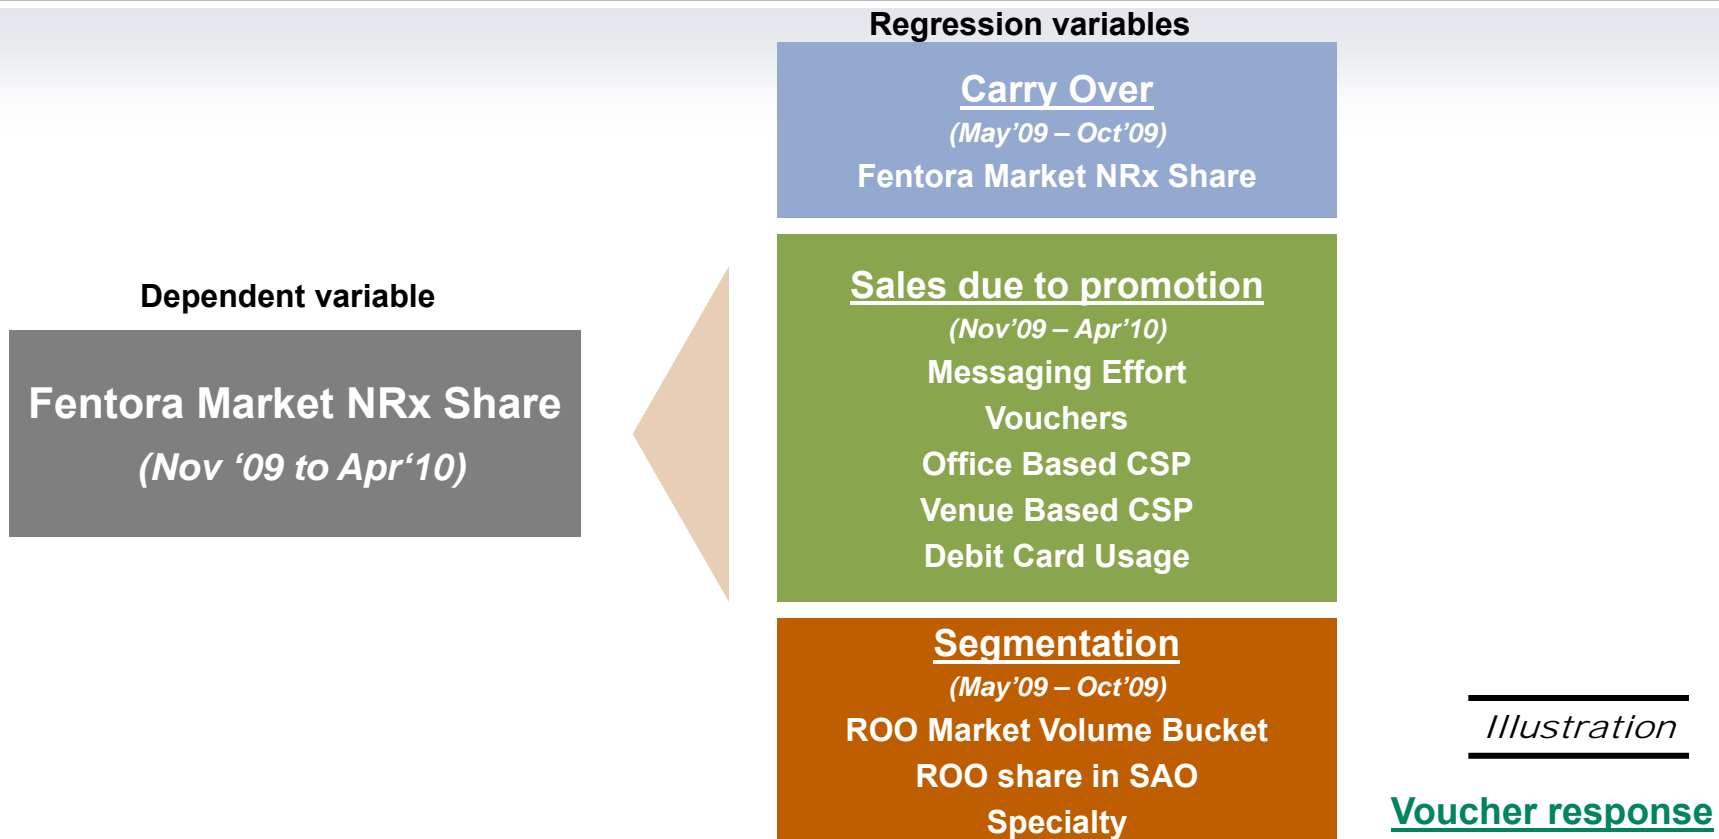 Regression variables
Carry Over
(May’09 – Oct’09)
Fentora Market NRx Share
Dependent variable
Fentora Market NRx Share
(Nov ‘09 to Apr‘10)
Sales due to promotion
(Nov’09 – Apr’10)
Messaging Effort
Vouchers
Office Based CSP
Venue Based CSP
Debit Card Usage
Segmentation
(May’09 – Oct’09)
ROO Market Volume Bucket
ROO share in SAO
Specialty
Illustration
Voucher response